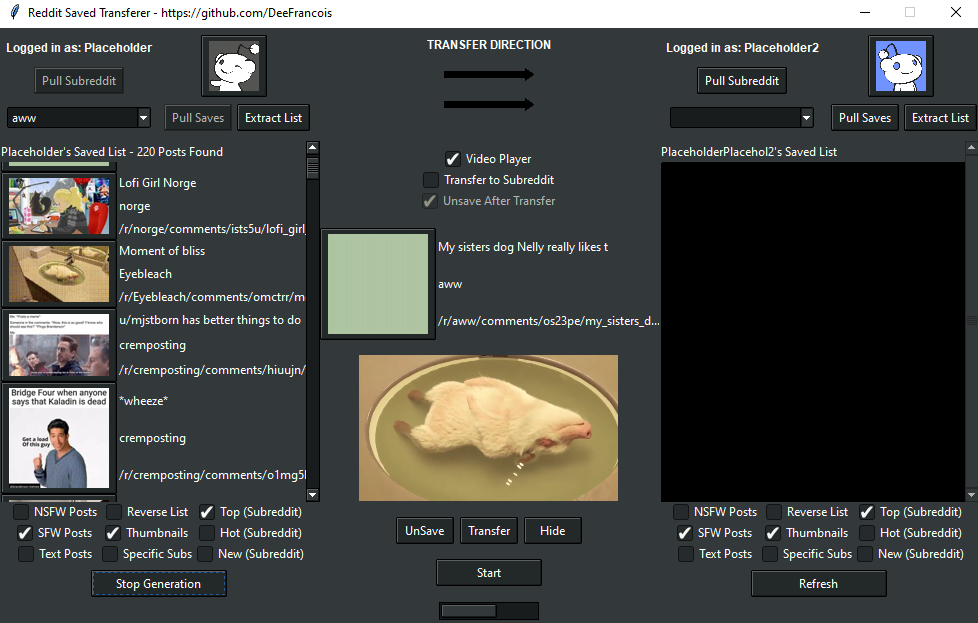 Reddit Saved Transferer - https://github.com/DeeFrancois
Logged in as: Placeholder
Pull Subreddit
aww
Pull Saves
Extract List
Placeholder's Saved List - 220 Posts Found
Lofi Girl Norge
norge
/r/norge/comments/ists5u/lofi_girl_
Moment of bliss
Eyebleach
/r/Eyebleach/comments/omctrr/m
u/mjstborn has better things to do
cremposting
/r/cremposting/comments/hiuujn/
Bridge Four when anyone
says that Kaladin is dead
Get a load
Of this guy
*wheeze*
cremposting
/r/cremposting/comments/o1mg5l
NSFW Posts
Reverse List
Top (Subreddit)
SFW Posts
Thumbnails
Hot (Subreddit)
Text Posts
Specific Subs
New (Subreddit)
Stop Generation
TRANSFER DIRECTION
Video Player
Transfer to Subreddit
Unsave After Transfer
My sisters dog Nelly really likes t
aww
/r/aww/comments/os23pe/my_sisters_d...
UnSave
Transfer
Hide
Start
Logged in as: Placeholder2
Pull Subreddit
Pull Saves
Extract List
PlaceholderPlacehol2's Saved List
NSFW Posts
Reverse List
Top (Subreddit)
SFW Posts
Thumbnails
Hot (Subreddit)
Text Posts
Specific Subs
New (Subreddit)
Refresh